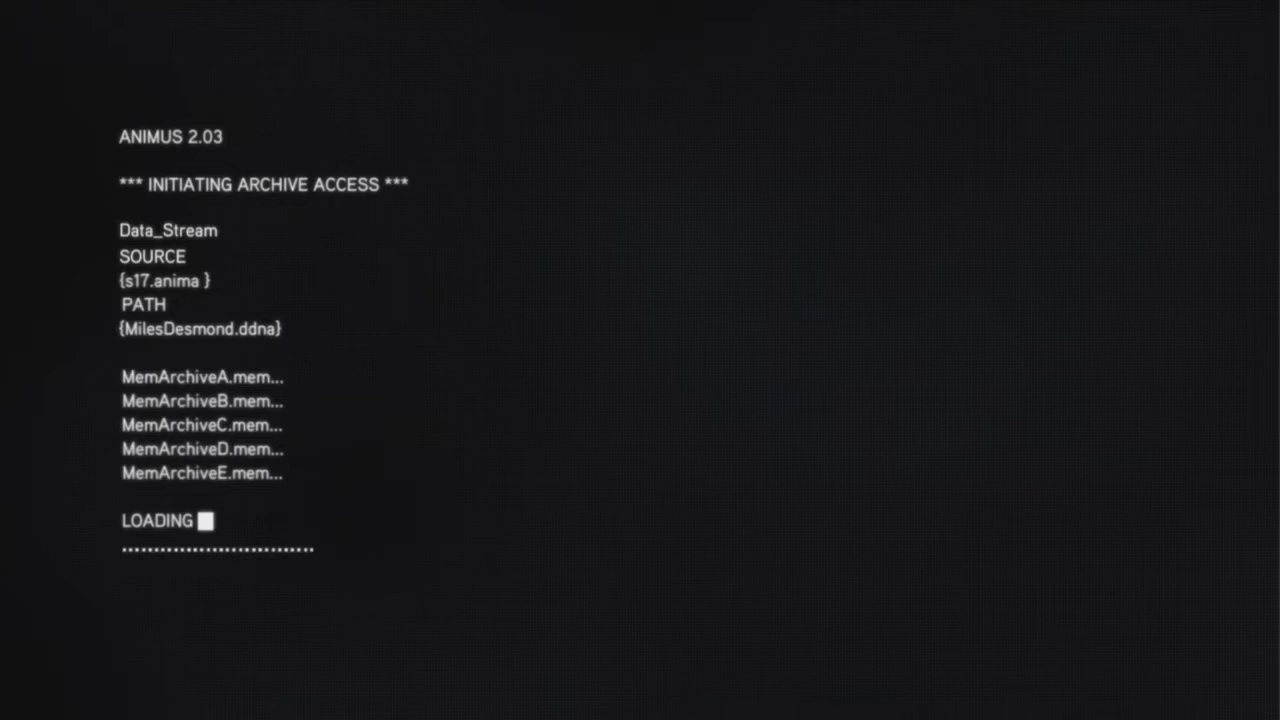 ANIMUS 2.03
*** INITIATING ARCHIVE ACCESS ***
Data_Stream
SOURCE
{s17.anima }
PATH
{MilesDesmond.ddna}
MemArchiveA.mem...
MemArchiveB.mem...
MemArchiveC.mem...
MemArchiveD.mem...
MemArchiveE.mem...
LOADING